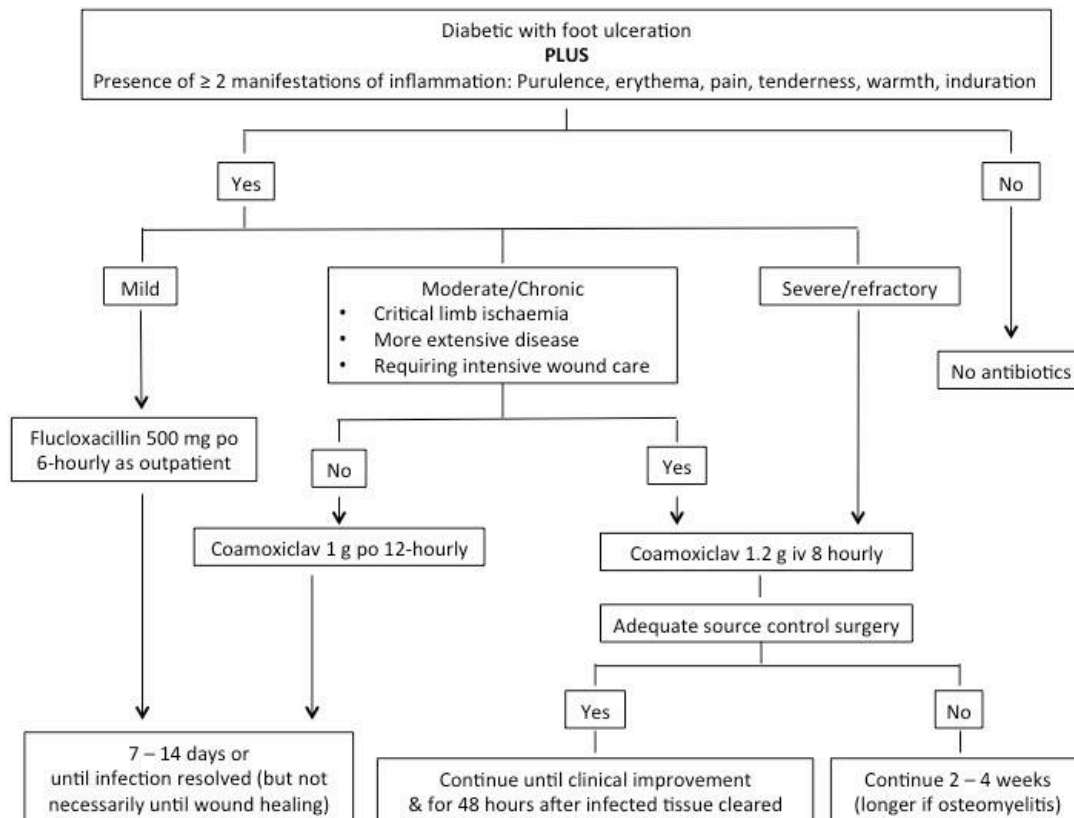 Diabetic with foot ulceration
PLUS
Presence of ≥ 2 manifestations of inflammation: Purulence, erythema, pain, tenderness, warmth, induration
Yes
No
Mild
Moderate/Chronic
• Critical limb ischaemia
• More extensive disease
• Requiring intensive wound care
Severe/refractory
No antibiotics
Flucloxacillin 500 mg po
6-hourly as outpatient
No
Yes
Coamoxiclav 1 g po 12-hourly
Coamoxiclav 1.2 g iv 8 hourly
Adequate source control surgery
Yes
No
7 – 14 days or
until infection resolved (but not
necessarily until wound healing)
Continue until clinical improvement
& for 48 hours after infected tissue cleared
Continue 2 – 4 weeks
(longer if osteomyelitis)